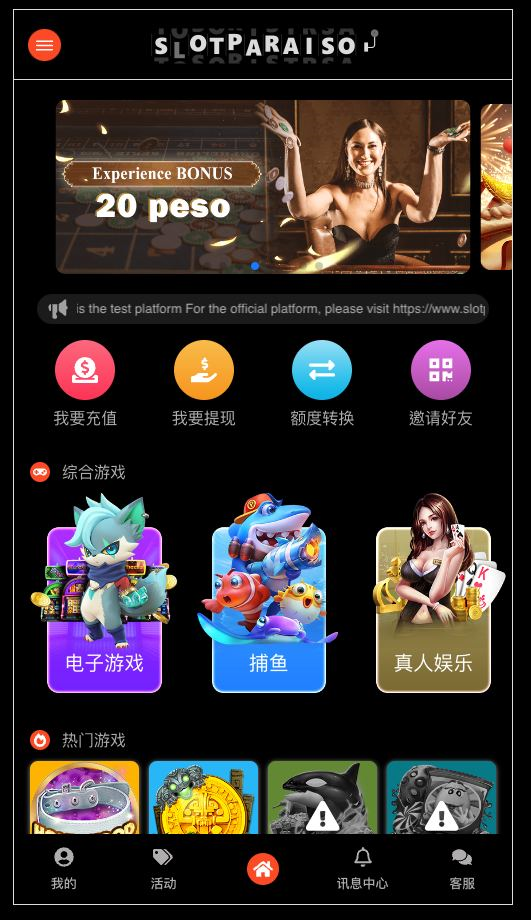 SLOTPARAISO
Experience BONUS
20 peso
is the test platform For the official platform, please visit https://www.slotp
我要充值
我要提现
额度转换
邀请好友
综合游戏
电子游戏
捕鱼
真人娱乐
热门游戏
我的
活动
讯息中心
客服